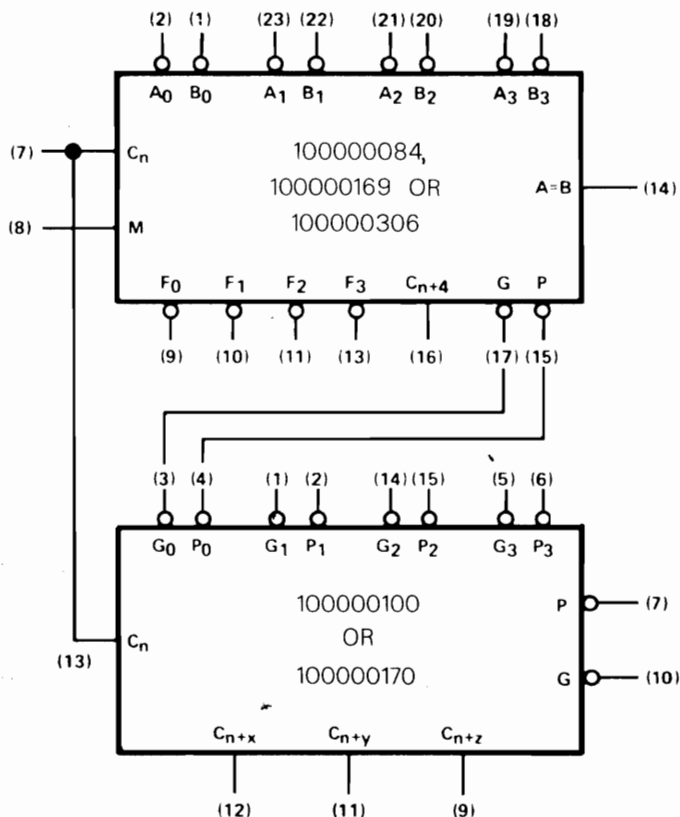 (2) (1) (23) (22) (21) (20) (19) (18)
A0 B0 A1 B1 A2 B2 A3 B3
(7) Cn 100000084,
100000169 OR A=B (14)
(8) M 100000306
F0 F1 F2 F3 Cn+4 G P
(9) (10) (11) (13) (16) (17) (15)
(3) (4) (1) (2) (14) (15) (5) (6)
G0 P0 G1 P1 G2 P2 G3 P3
100000100 P (7)
Cn OR
(13) 100000170 G (10)
Cn+x Cn+y Cn+z
(12) (11) (9)